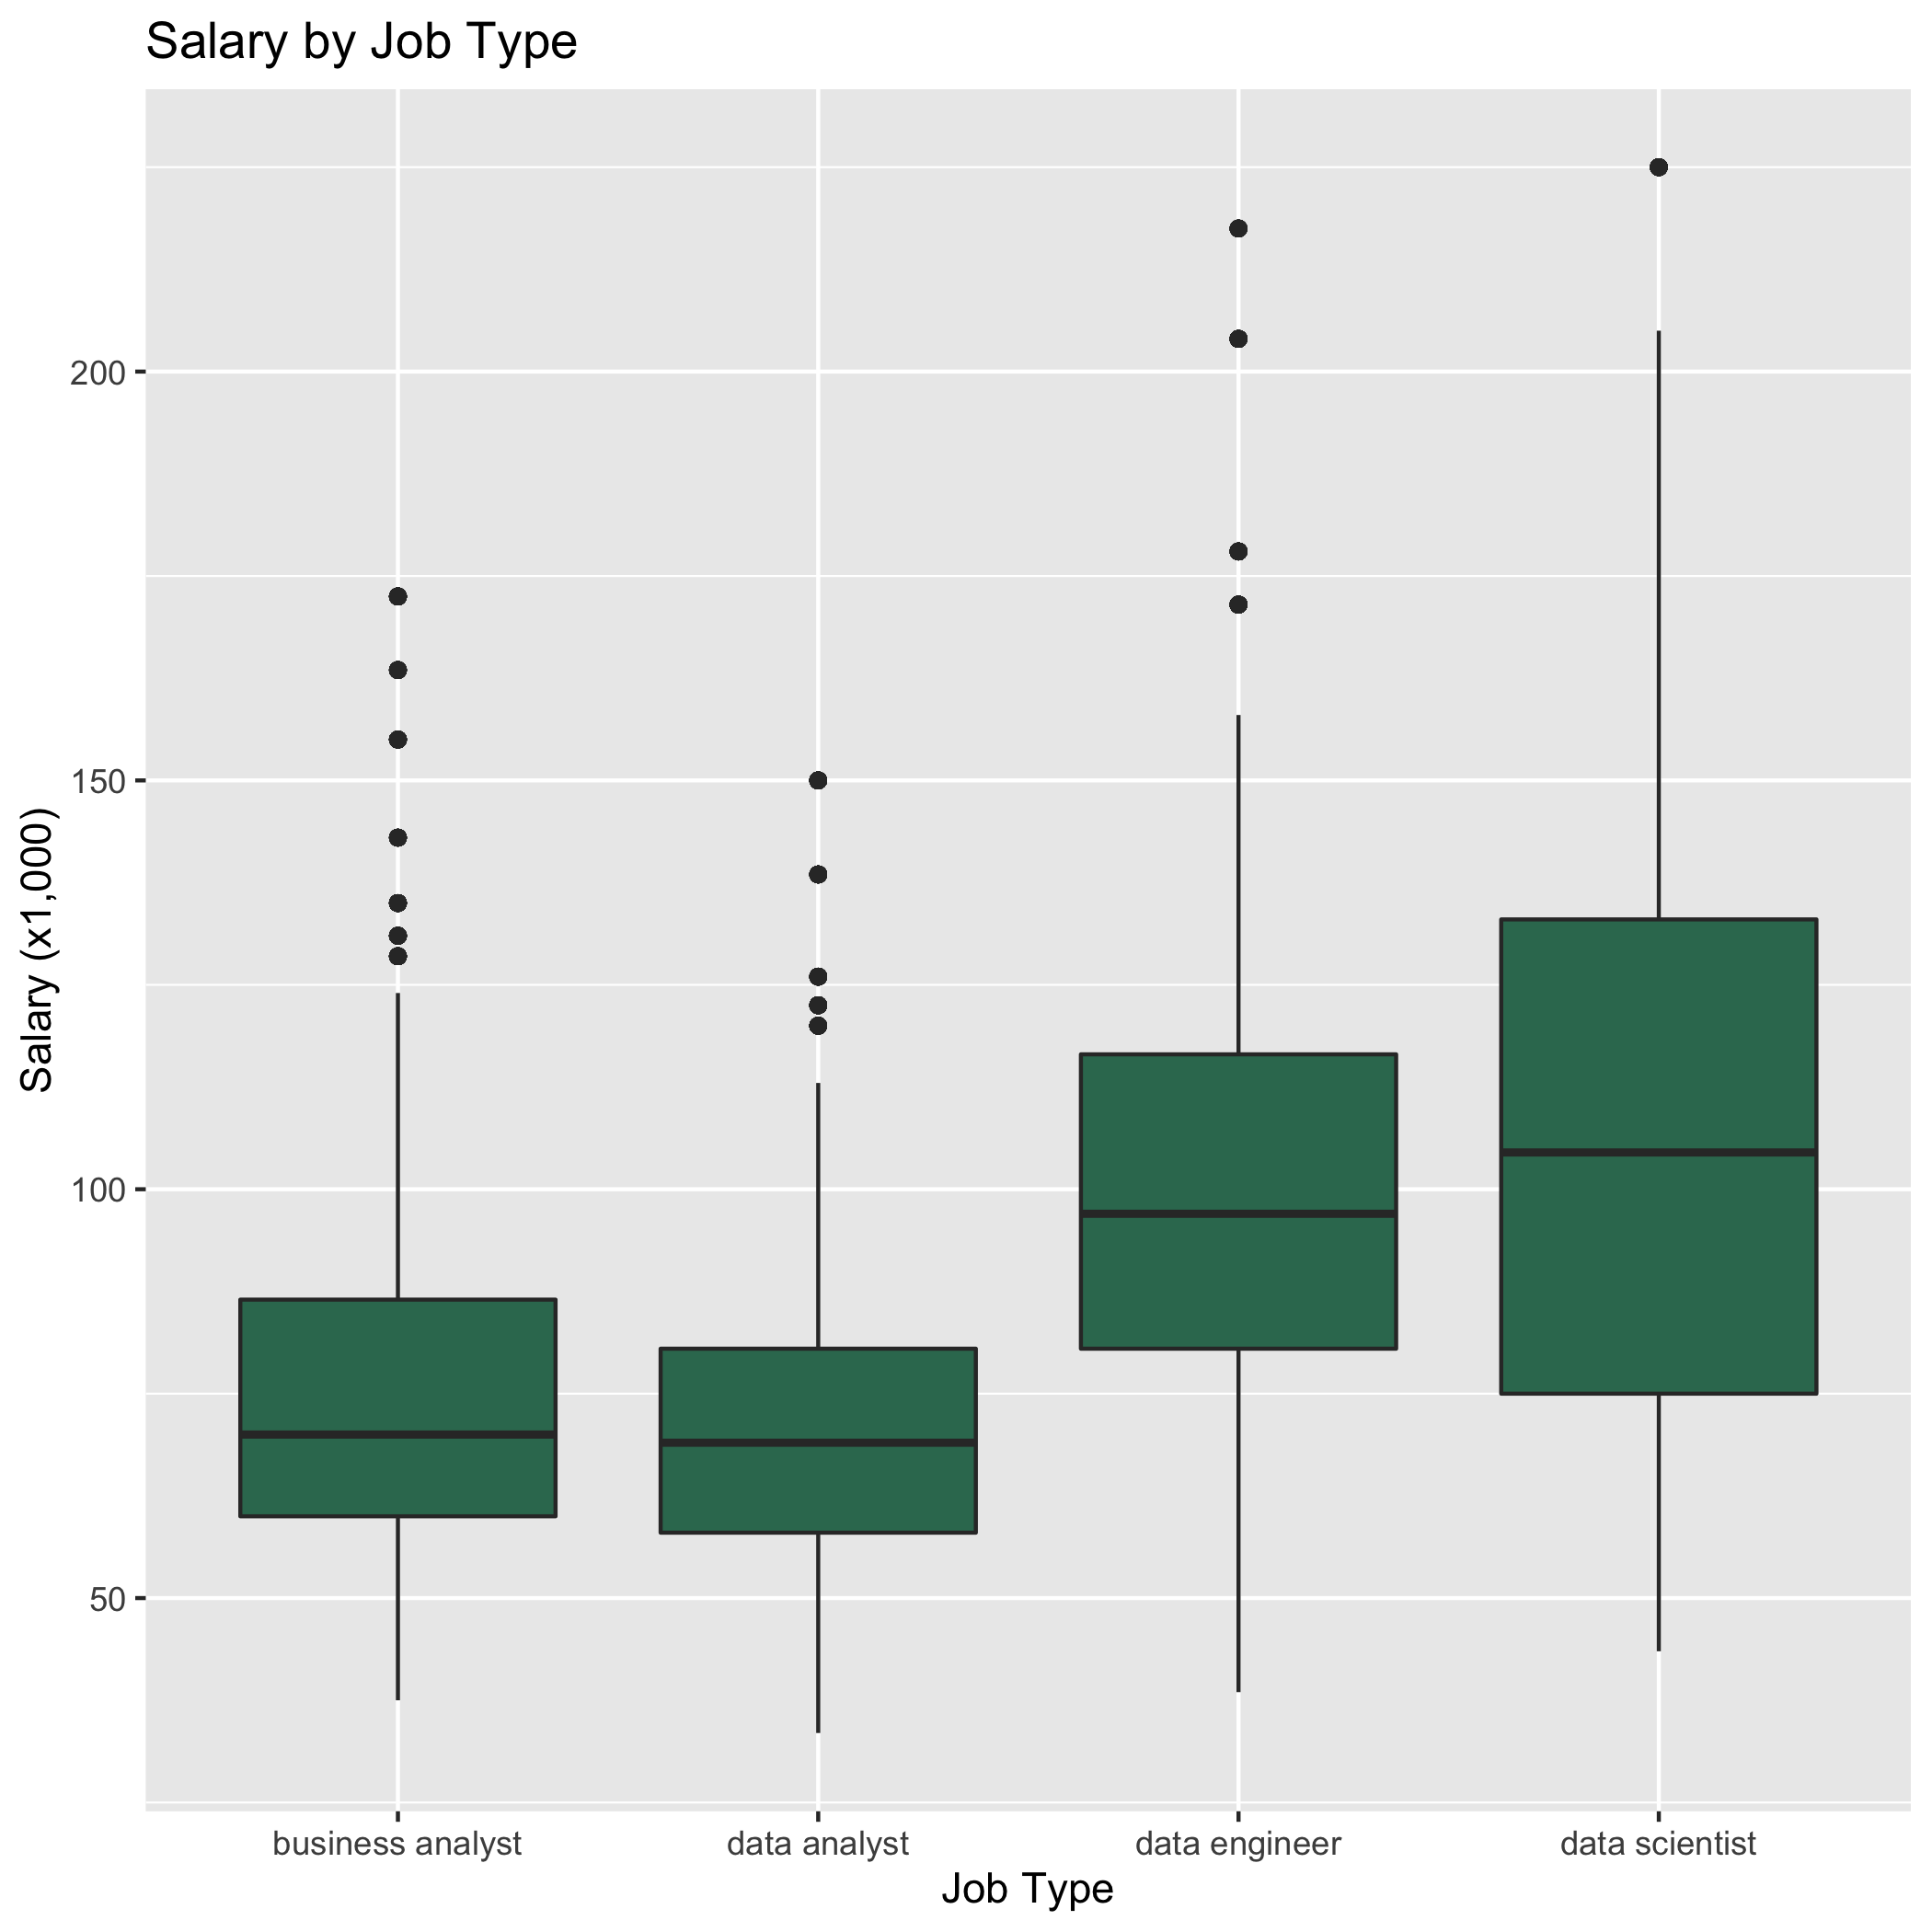 Salary by Job Type
Salary (x1,000)
200
150
100
50
business analyst
data analyst
data engineer
data scientist
Job Type